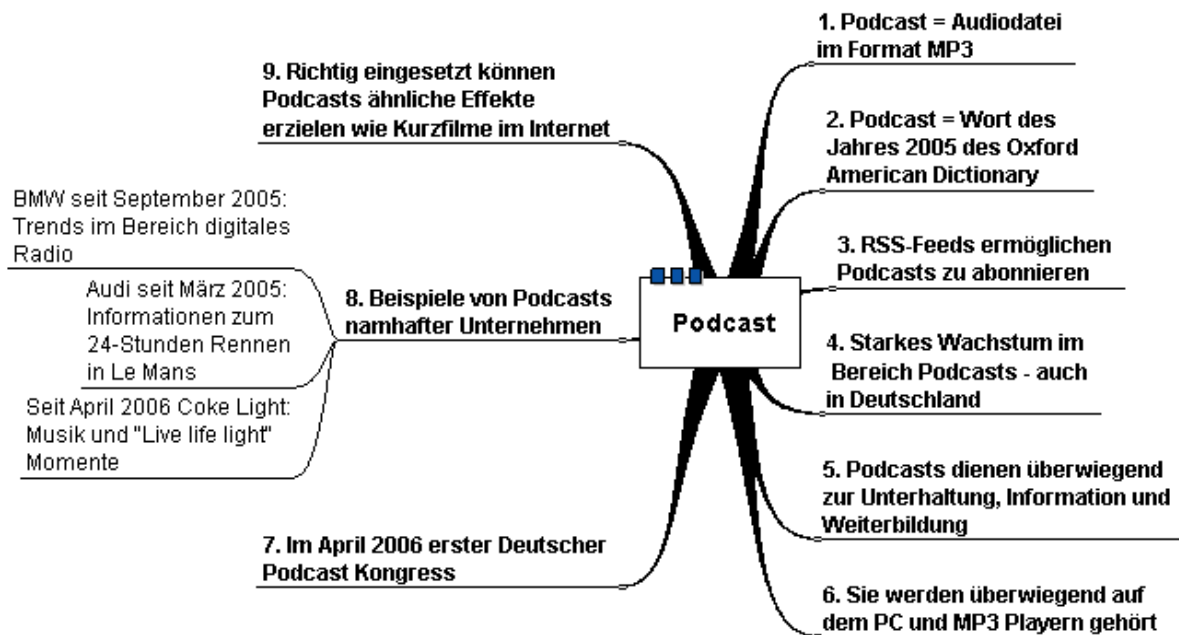 Podcast
1. Podcast = Audiodatei
im Format MP3
2. Podcast = Wort des
Jahres 2005 des Oxford
American Dictionary
3. RSS-Feeds ermöglichen
Podcasts zu abonnieren
4. Starkes Wachstum im
Bereich Podcasts - auch
in Deutschland
5. Podcasts dienen überwiegend
zur Unterhaltung, Information und
Weiterbildung
6. Sie werden überwiegend auf
dem PC und MP3 Playern gehört
7. Im April 2006 erster Deutscher
Podcast Kongress
8. Beispiele von Podcasts
namhafter Unternehmen
BMW seit September 2005:
Trends im Bereich digitales
Radio
Audi seit März 2005:
Informationen zum
24-Stunden Rennen
in Le Mans
Seit April 2006 Coke Light:
Musik und "Live life light"
Momente
9. Richtig eingesetzt können
Podcasts ähnliche Effekte
erzielen wie Kurzfilme im Internet